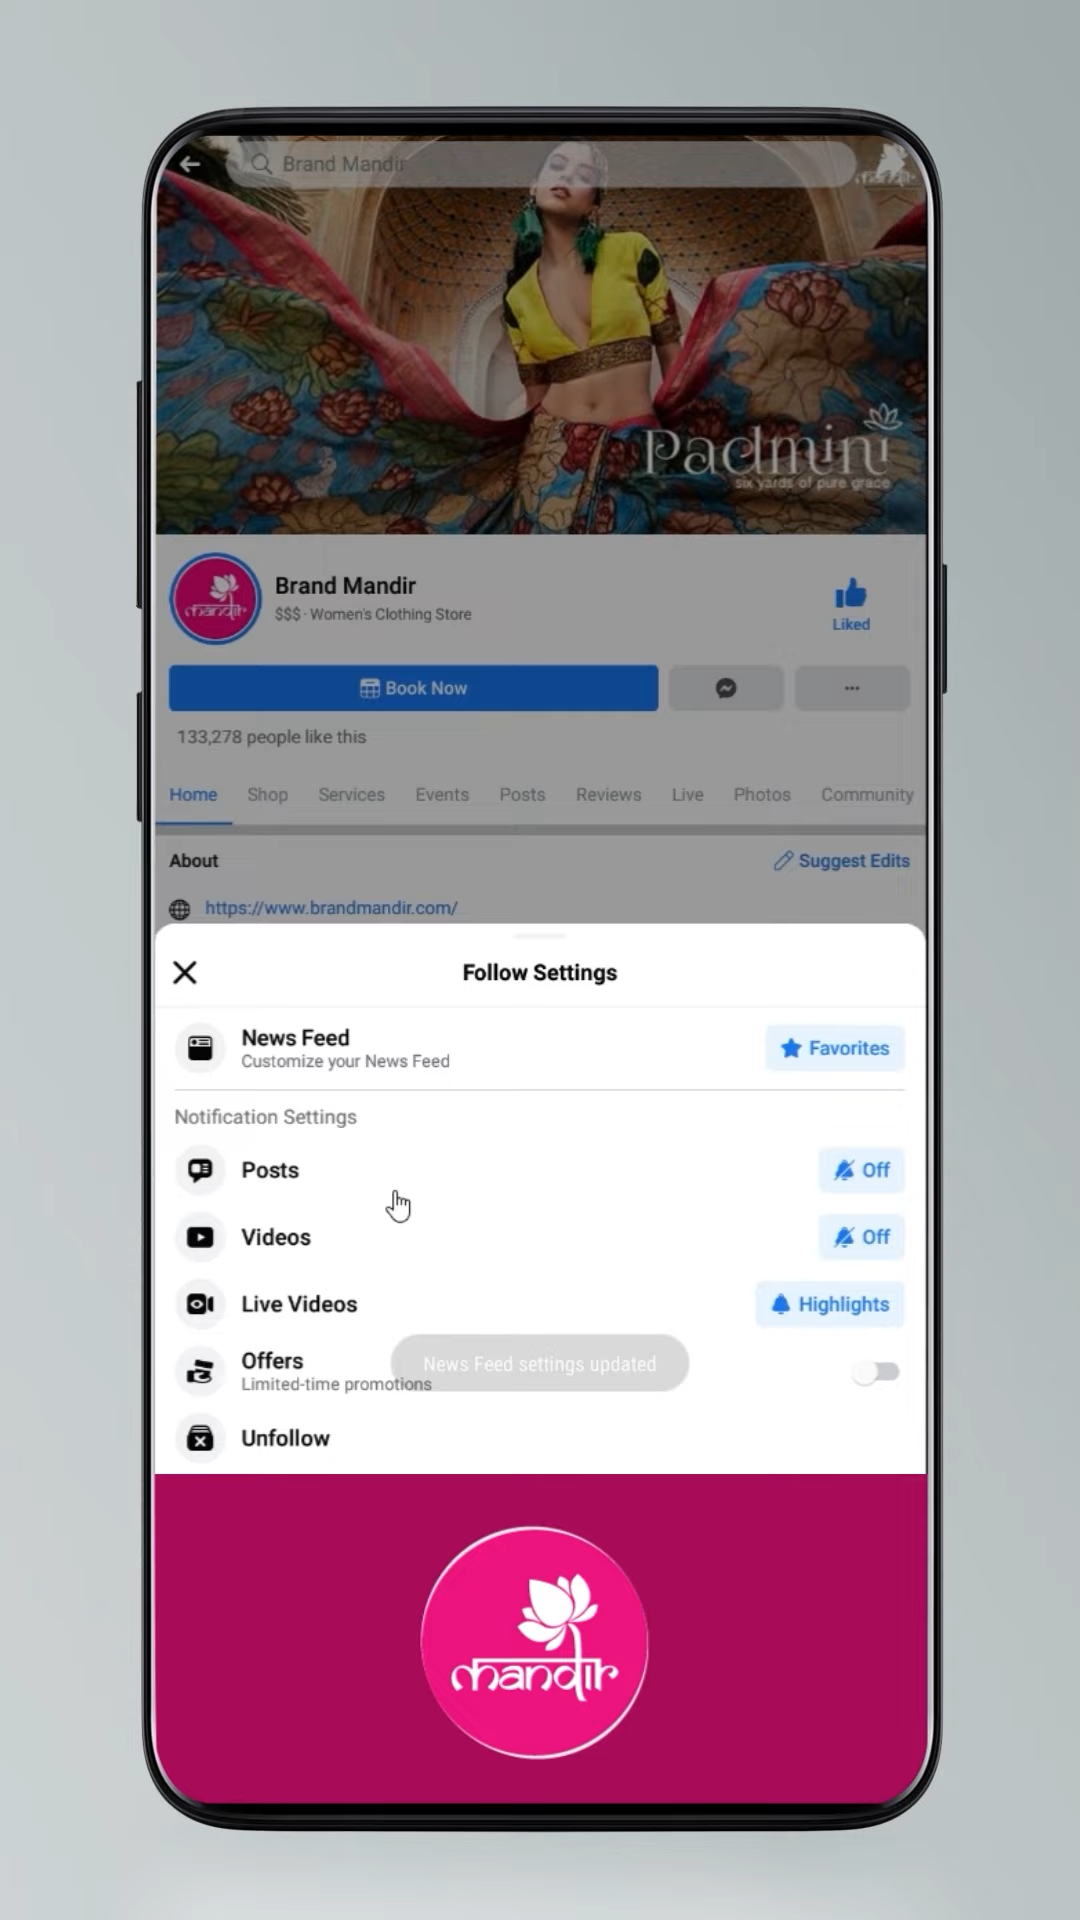 Brand Mandir
mandir
Padmini
six yards of pure grace
mandir
Brand Mandir
$$$ · Women's Clothing Store
Liked
Book Now
...
133,278 people like this
Home Shop Services Events Posts Reviews Live Photos Community
About
Suggest Edits
https://www.brandmandir.com/
Follow Settings
News Feed
Customize your News Feed
Favorites
Notification Settings
Posts
Off
Videos
Off
Live Videos
Highlights
Offers
Limited-time promotions
News Feed settings updated
Unfollow
mandir